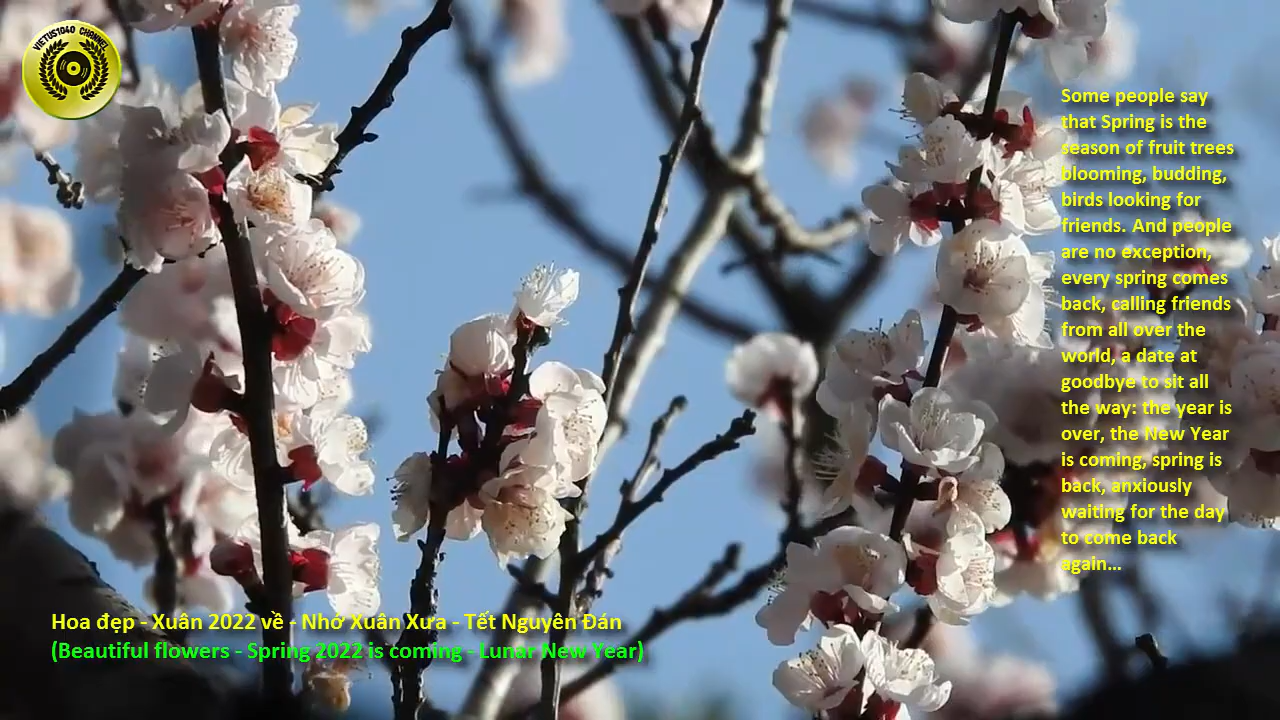 VIETUS1040 CHANNEL
Some people say
that Spring is the
season of fruit trees
blooming, budding,
birds looking for
friends. And people
are no exception,
every spring comes
back, calling friends
from all over the
world, a date at
goodbye to sit all
the way: the year is
over, the New Year
is coming, spring is
back, anxiously
waiting for the day
to come back
again...
Hoa đẹp - Xuân 2022 về - Nhớ Xuân Xưa - Tết Nguyên Đán
(Beautiful flowers - Spring 2022 is coming - Lunar New Year)